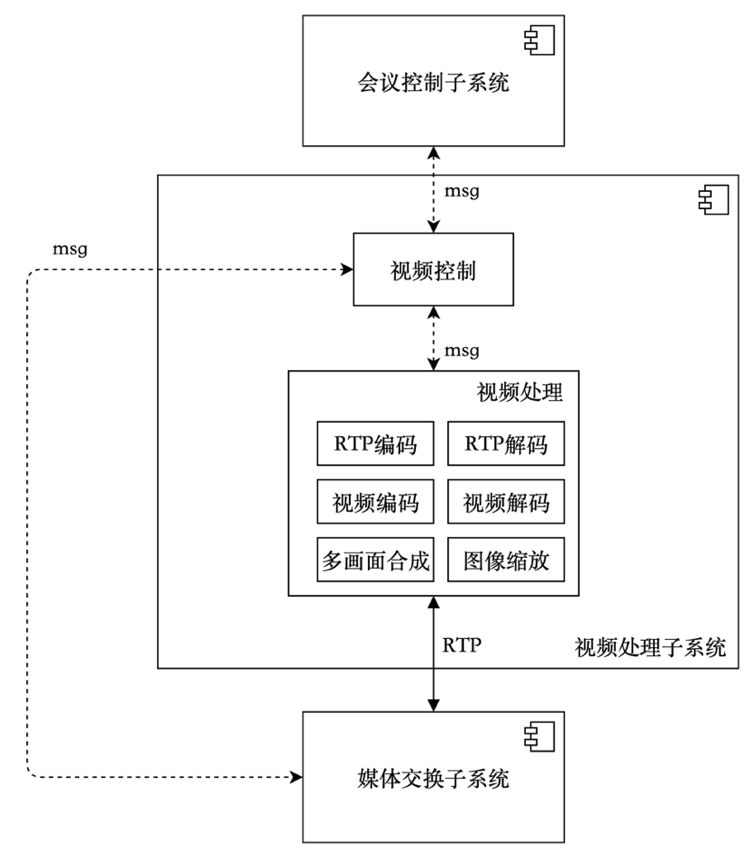 会议控制子系统
msg
msg
视频控制
msg
视频处理
RTP编码
RTP解码
视频编码
视频解码
多画面合成
图像缩放
RTP
视频处理子系统
媒体交换子系统